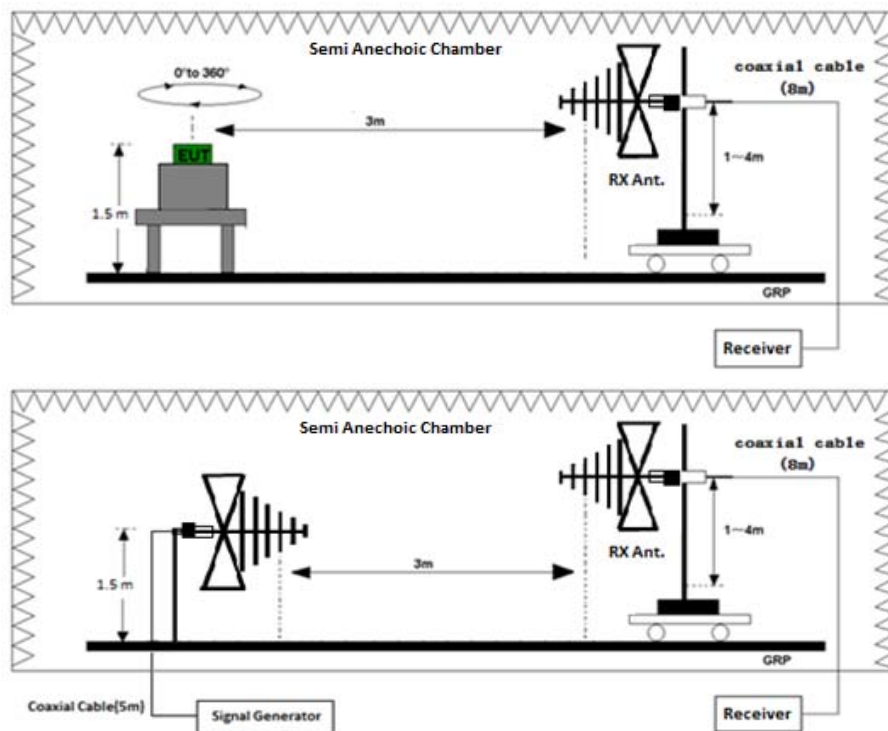 Semi Anechoic Chamber
0°to 360°
coaxial cable
(8m)
3m
EUT
1～4m
RX Ant.
1.5 m
GRP
Receiver
Semi Anechoic Chamber
coaxial cable
(8m)
1～4m
RX Ant.
3m
1.5 m
GRP
Coaxial Cable(5m)
Signal Generator
Receiver